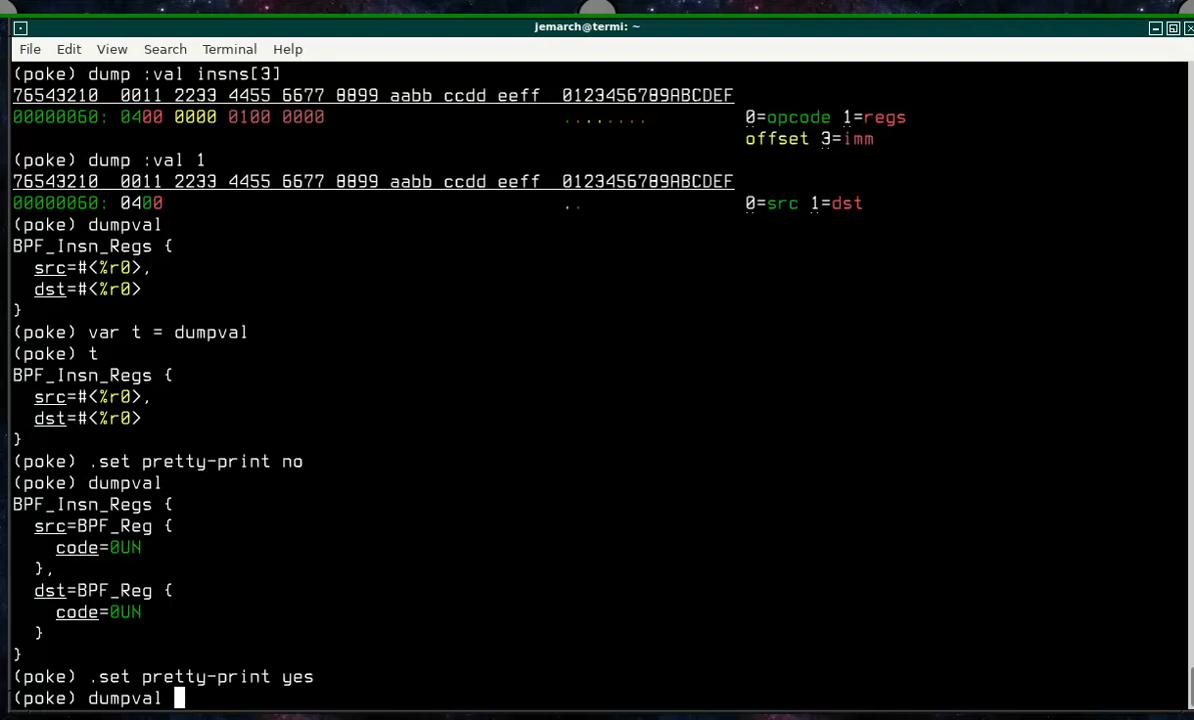 jemarch@termi: ~
File Edit View Search Terminal Help
(poke) dump :val insns[3]
76543210  0011 2233 4455 6677 8899 aabb ccdd eeff  0123456789ABCDEF
00000060: 0400 0000 0100 0000                      ........           0=opcode 1=regs
offset 3=imm
(poke) dump :val 1
76543210  0011 2233 4455 6677 8899 aabb ccdd eeff  0123456789ABCDEF
00000060: 0400                                     ..                 0=src 1=dst
(poke) dumpval
BPF_Insn_Regs {
  src=#<%r0>,
  dst=#<%r0>
}
(poke) var t = dumpval
(poke) t
BPF_Insn_Regs {
  src=#<%r0>,
  dst=#<%r0>
}
(poke) .set pretty-print no
(poke) dumpval
BPF_Insn_Regs {
  src=BPF_Reg {
    code=0UN
  },
  dst=BPF_Reg {
    code=0UN
  }
}
(poke) .set pretty-print yes
(poke) dumpval